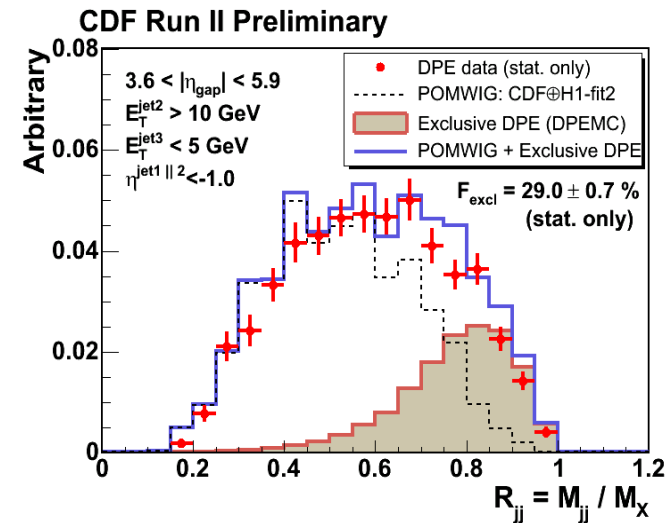 CDF Run II Preliminary
Arbitrary
0.08
0.06
0.04
0.02
0
3.6 < |η_gap| < 5.9
E_T^jet2 > 10 GeV
E_T^jet3 < 5 GeV
η^jet1 || 2 <-1.0
DPE data (stat. only)
POMWIG: CDF⊕H1-fit2
Exclusive DPE (DPEMC)
POMWIG + Exclusive DPE
F_excl = 29.0 ± 0.7 %
(stat. only)
0 0.2 0.4 0.6 0.8 1 1.2
R_jj = M_jj / M_X